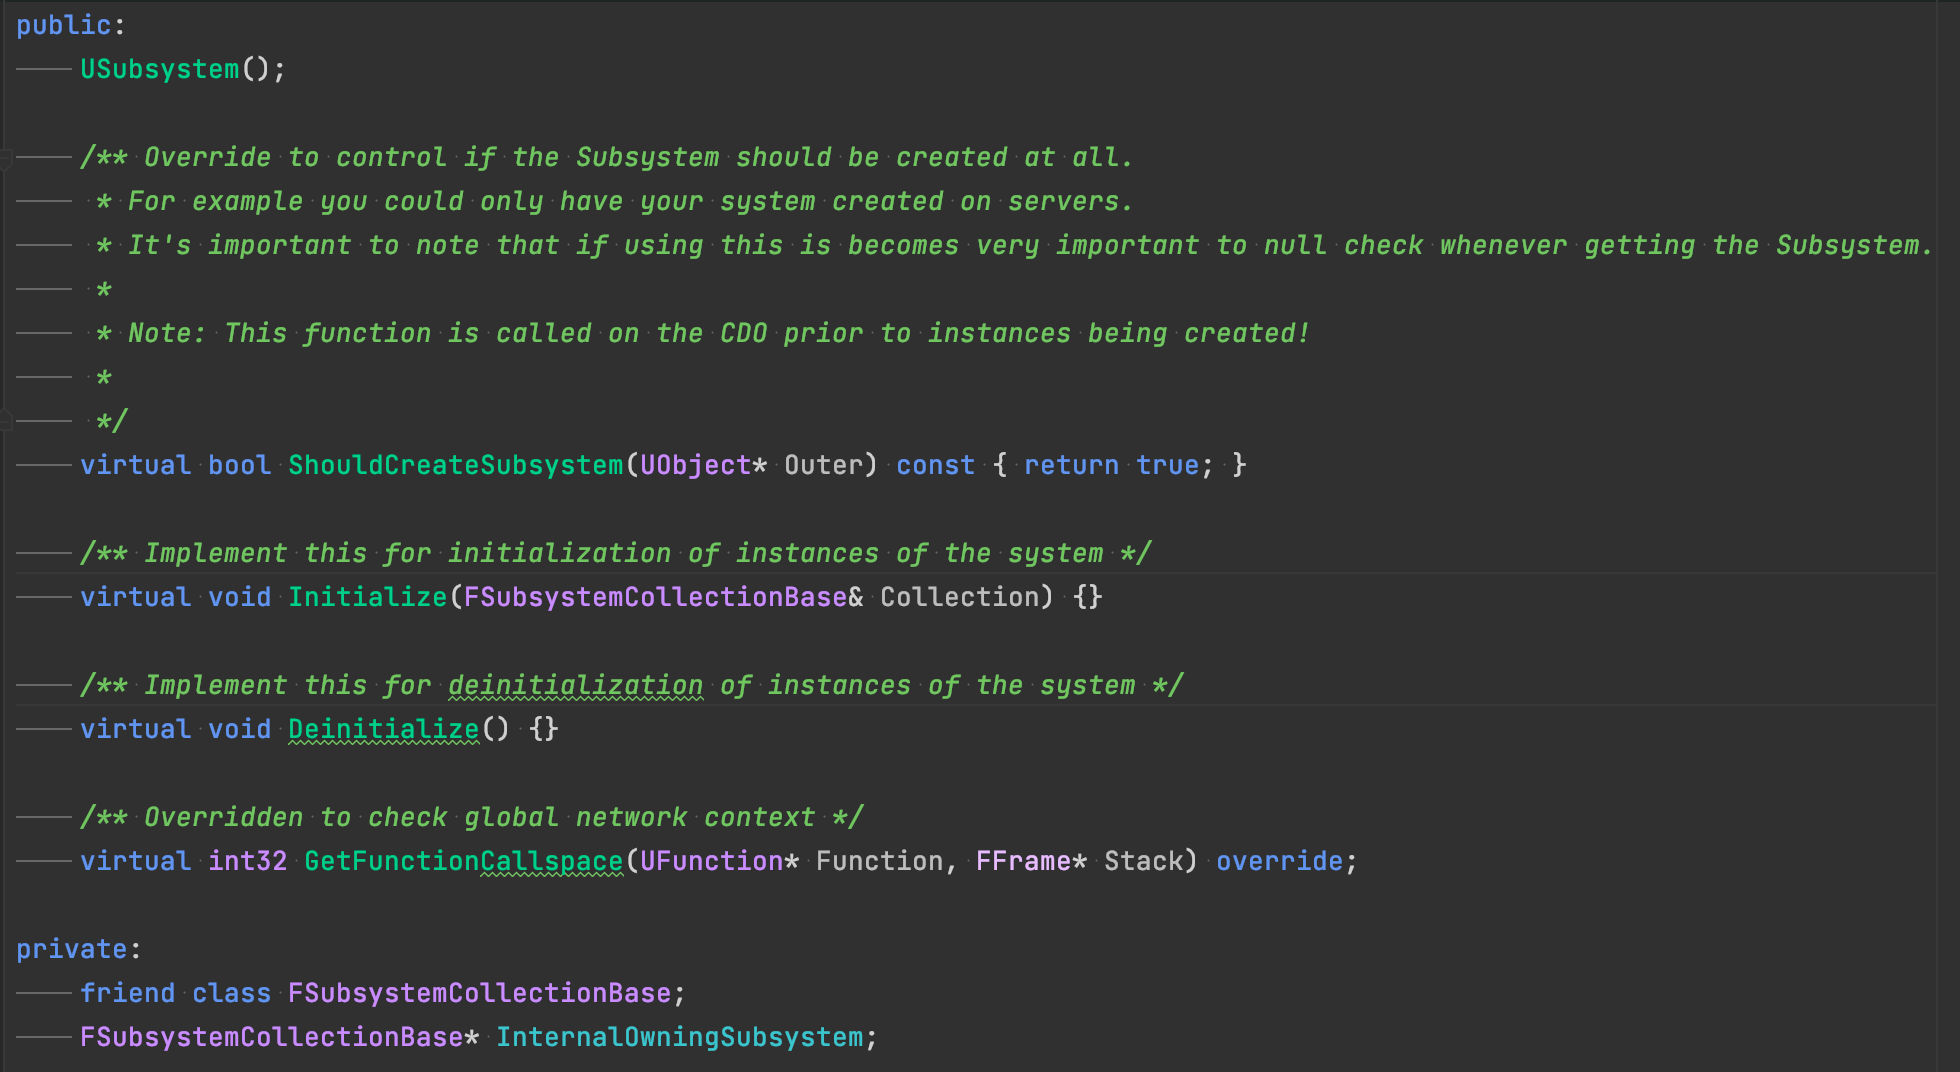 public:
USubsystem();
/** Override to control if the Subsystem should be created at all.
* For example you could only have your system created on servers.
* It's important to note that if using this is becomes very important to null check whenever getting the Subsystem.
*
* Note: This function is called on the CDO prior to instances being created!
*
*/
virtual bool ShouldCreateSubsystem(UObject* Outer) const { return true; }
/** Implement this for initialization of instances of the system */
virtual void Initialize(FSubsystemCollectionBase& Collection) {}
/** Implement this for deinitialization of instances of the system */
virtual void Deinitialize() {}
/** Overridden to check global network context */
virtual int32 GetFunctionCallspace(UFunction* Function, FFrame* Stack) override;
private:
friend class FSubsystemCollectionBase;
FSubsystemCollectionBase* InternalOwningSubsystem;